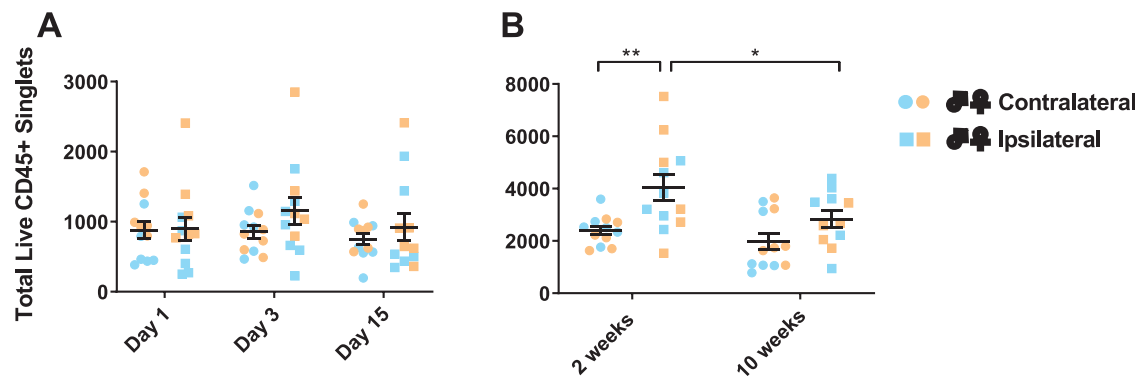 A
B
Total Live CD45+ Singlets
3000
2000
1000
0
Day 1
Day 3
Day 15
** *
8000
6000
4000
2000
0
2 weeks
10 weeks
Contralateral
Ipsilateral